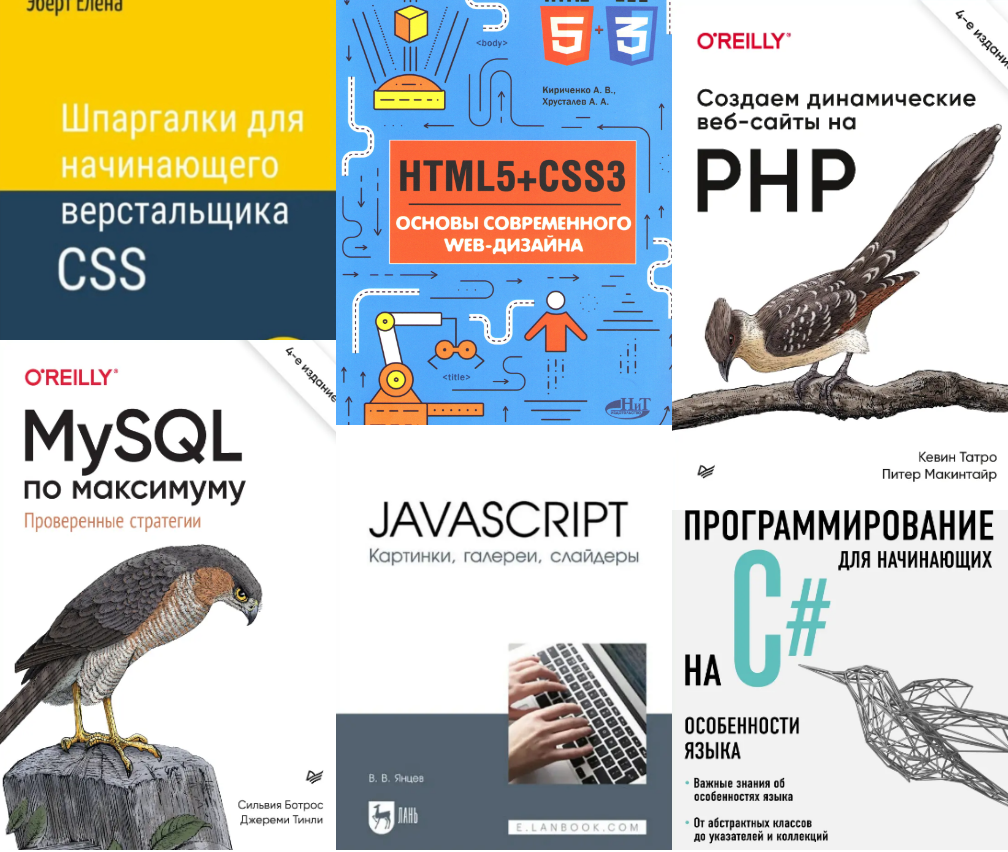 Эберт Елена
Шпаргалки для
начинающего
верстальщика
CSS
<body>
5 + 3
Кириченко А. В.,
Хрусталев А. А.
HTML5+CSS3
ОСНОВЫ СОВРЕМЕННОГО
WEB-ДИЗАЙНА
<title>
НиТ
O'REILLY®
4-е издание
Создаем динамические
веб-сайты на
PHP
Кевин Татро
Питер Макинтайр
O'REILLY®
4-е издание
MySQL
по максимуму
Проверенные стратегии
Сильвия Ботрос
Джереми Тинли
JAVASCRIPT
Картинки, галереи, слайдеры
В. В. Янцев
ЛАНЬ
E.LANBOOK.COM
ПРОГРАММИРОВАНИЕ
ДЛЯ НАЧИНАЮЩИХ
НА C#
ОСОБЕННОСТИ
ЯЗЫКА
• Важные знания об
особенностях языка
• От абстрактных классов
до указателей и коллекций